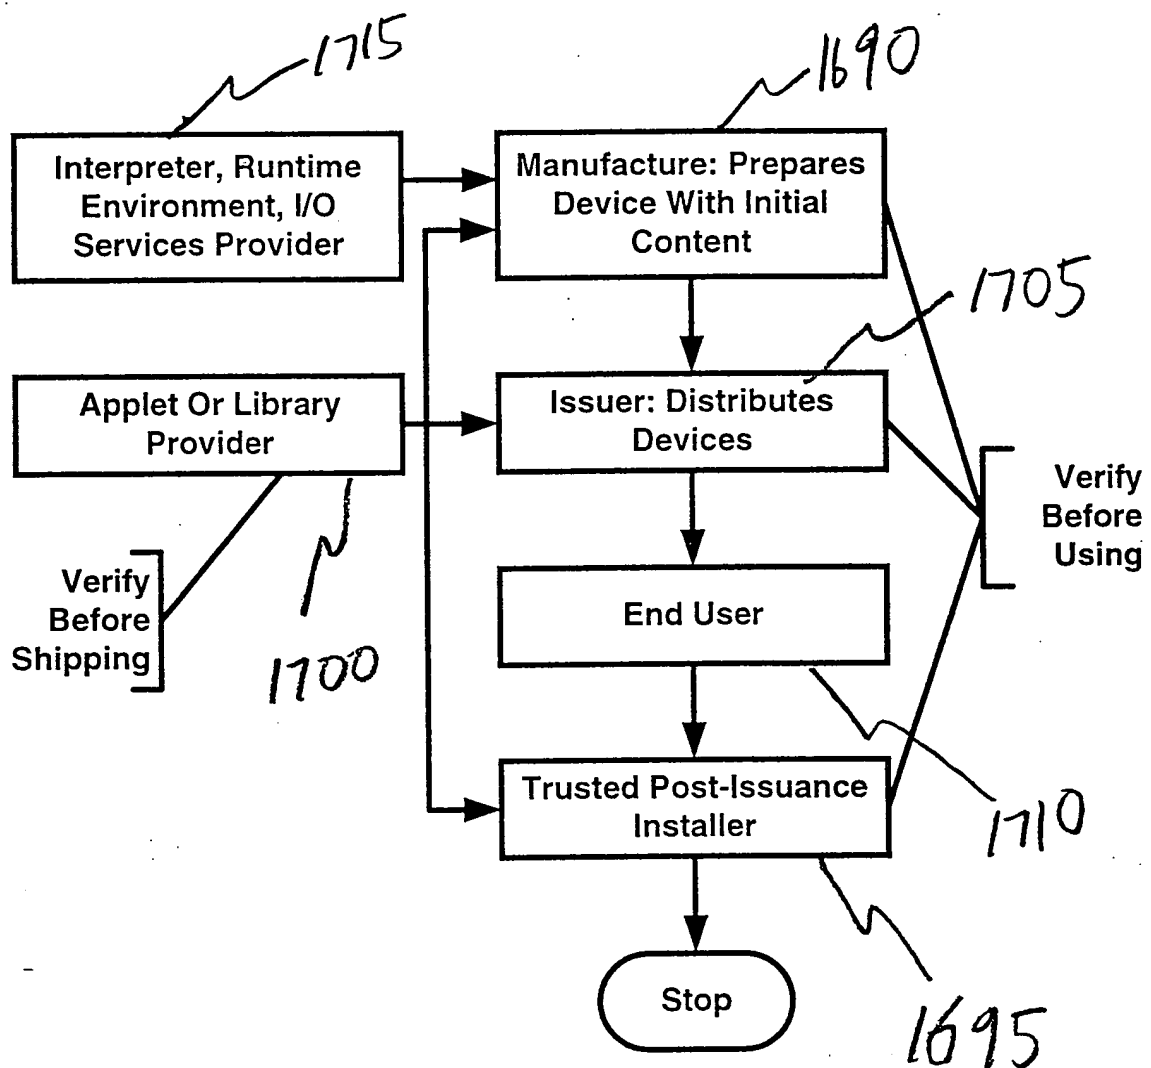 1715
1690
Interpreter, Runtime
Environment, I/O
Services Provider
Manufacture: Prepares
Device With Initial
Content
1705
Applet Or Library
Provider
Issuer: Distributes
Devices
Verify
Before
Using
Verify
Before
Shipping
1700
End User
1710
Trusted Post-Issuance
Installer
Stop
1695